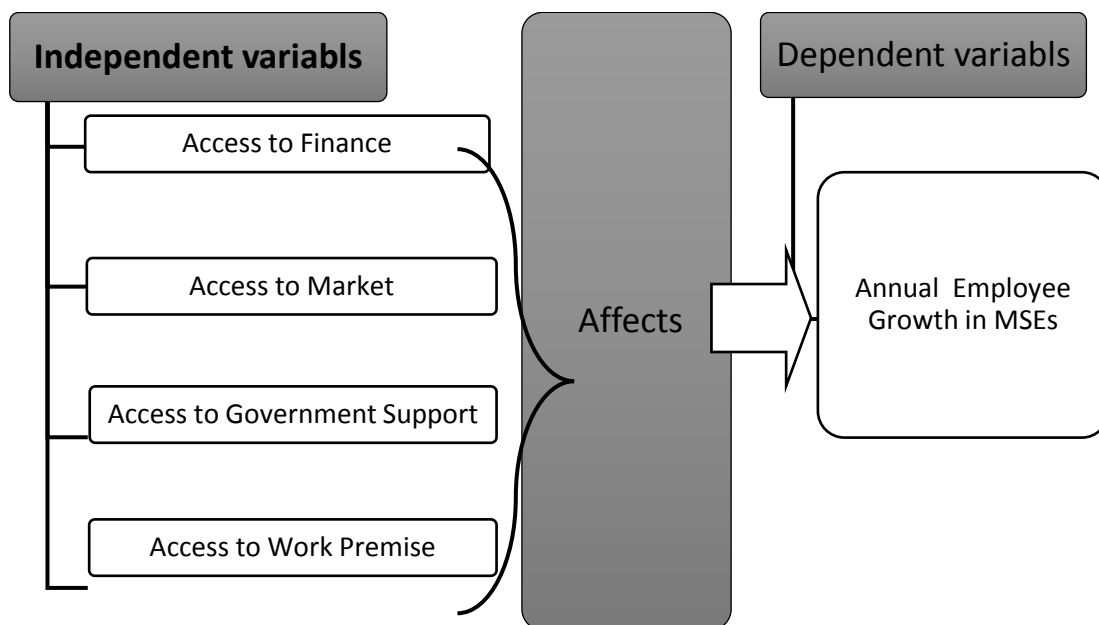 Independent variabls
Access to Finance
Access to Market
Access to Government Support
Access to Work Premise
Affects
Dependent variabls
Annual Employee
Growth in MSEs